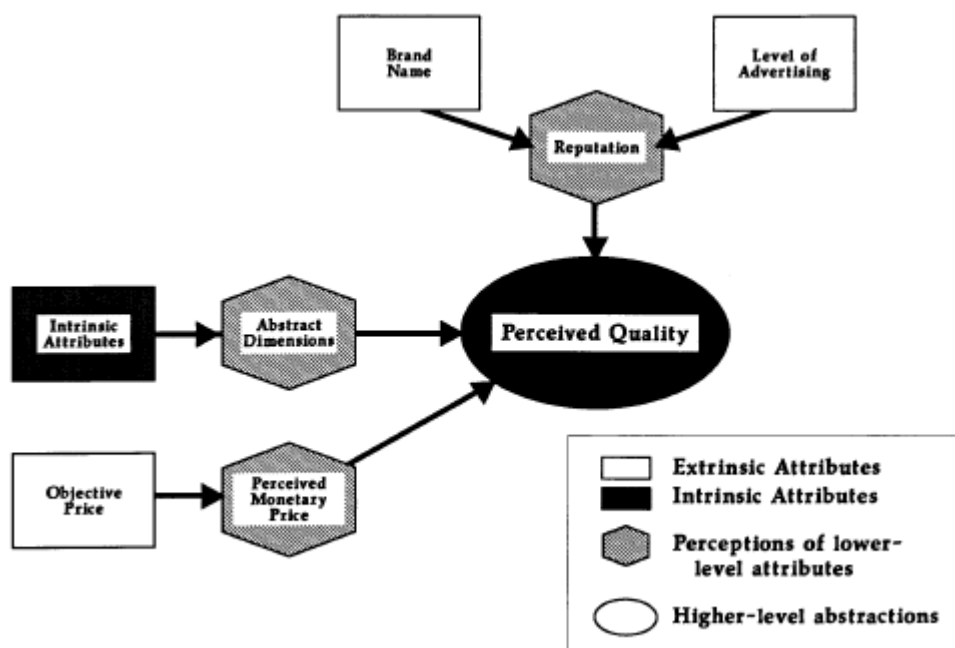 Brand
Name
Level of
Advertising
Reputation
Intrinsic
Attributes
Abstract
Dimensions
Perceived Quality
Objective
Price
Perceived
Monetary
Price
Extrinsic Attributes
Intrinsic Attributes
Perceptions of lower-
level attributes
Higher-level abstractions